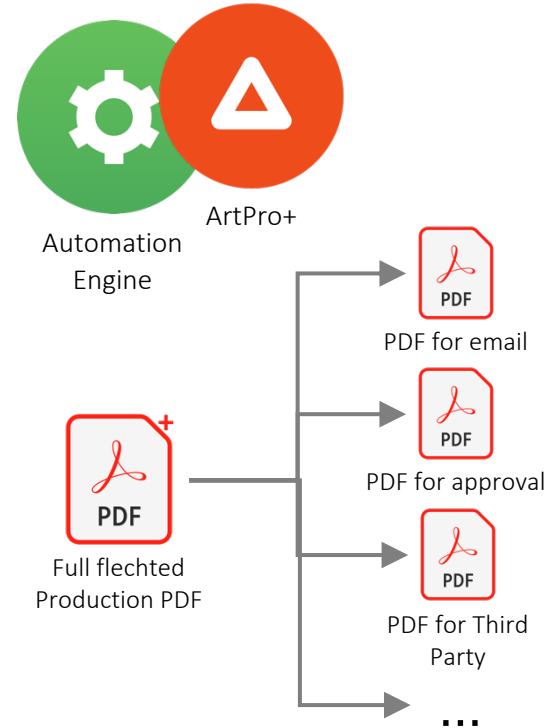 ArtPro+
Automation
Engine
PDF
PDF for email
PDF
PDF for approval
PDF
Full flechted
Production PDF
PDF
PDF for Third
Party
...